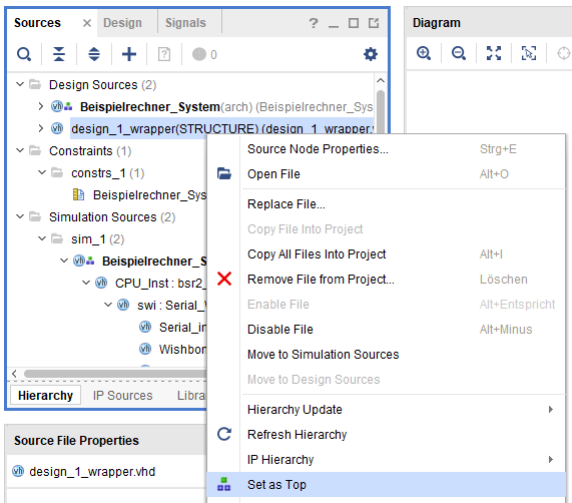 Sources × Design Signals ? _ □
Diagram
? 0
Design Sources (2)
Beispielrechner_System(arch) (Beispielrechner_Sys
design_1_wrapper(STRUCTURE) (design_1_wrapper.v
Constraints (1)
constrs_1 (1)
Beispielrechner_Sys
Simulation Sources (2)
sim_1 (2)
Beispielrechner_S
CPU_Inst : bsr2_
swi : Serial_
Serial_in
Wishbon
Hierarchy IP Sources Libra
Source File Properties
design_1_wrapper.vhd
Source Node Properties... Strg+E
Open File Alt+O
Replace File...
Copy File Into Project
Copy All Files Into Project Alt+I
Remove File from Project... Löschen
Enable File Alt+Entspricht
Disable File Alt+Minus
Move to Simulation Sources
Move to Design Sources
Hierarchy Update
Refresh Hierarchy
IP Hierarchy
Set as Top